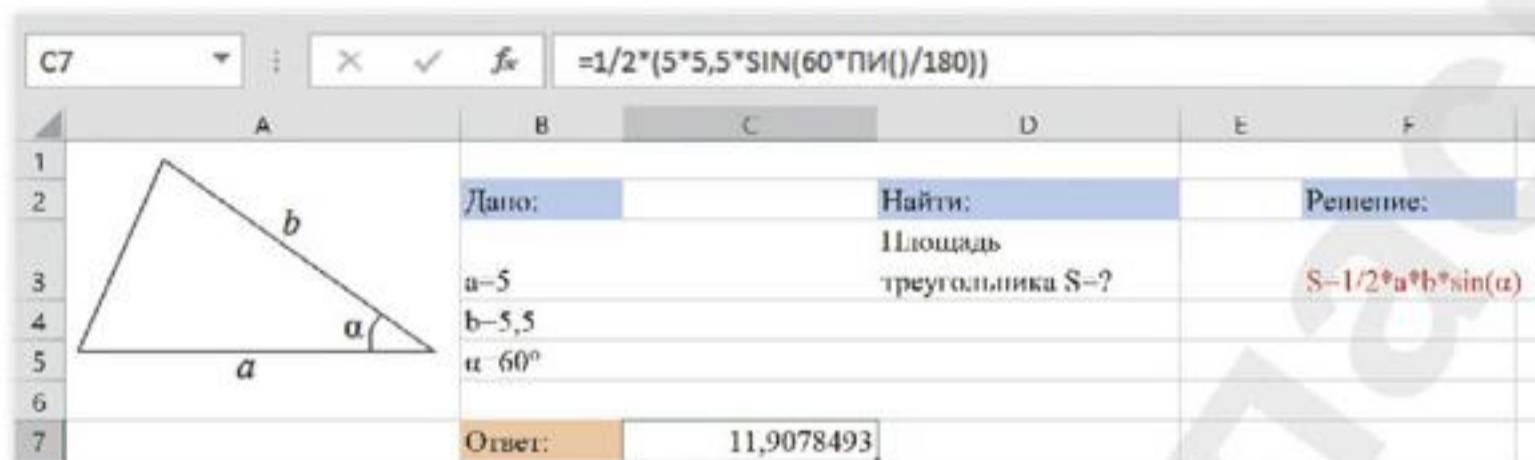 C7 fx =1/2*(5*5,5*SIN(60*ПИ()/180))
A B C D E F
1
2 Дано: Найти: Решение:
Площадь
3 a=5 треугольника S=? S=1/2*a*b*sin(α)
4 b=5,5
5 α=60°
6
7 Ответ: 11,9078493
b
α
a